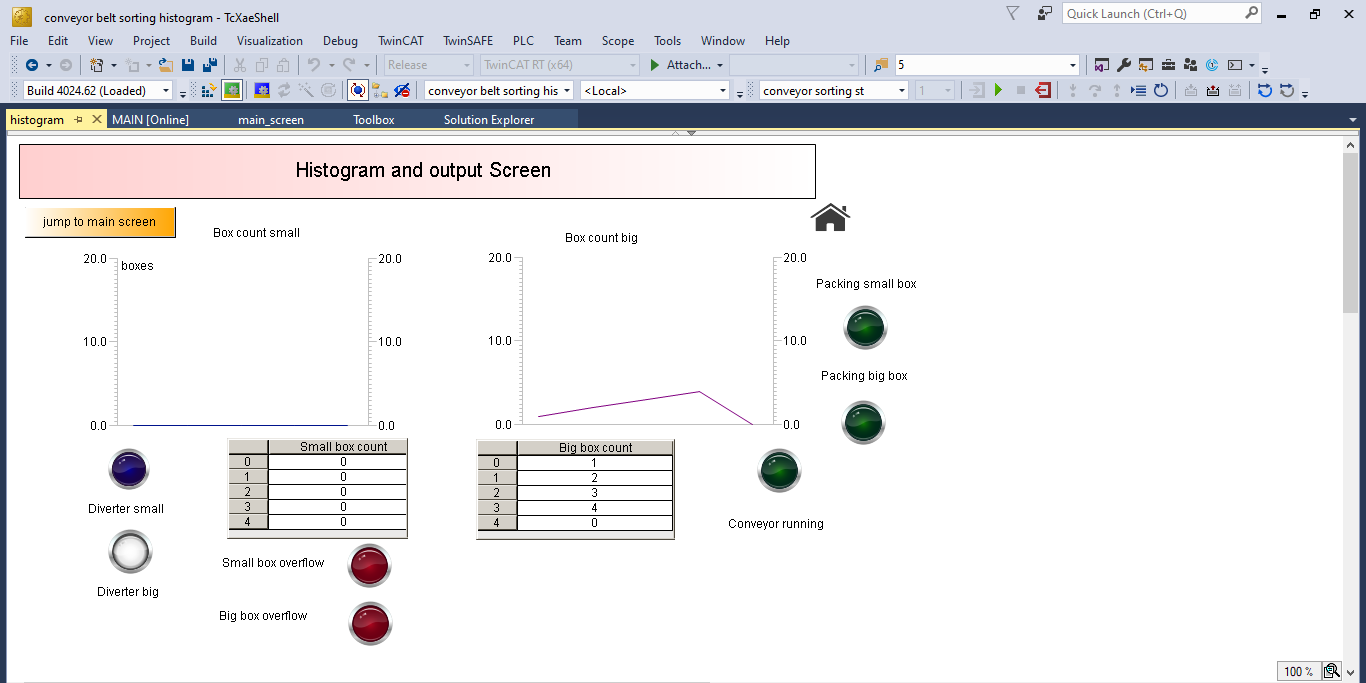 conveyor belt sorting histogram - TcXaeShell
Quick Launch (Ctrl+Q)
File Edit View Project Build Visualization Debug TwinCAT TwinSAFE PLC Team Scope Tools Window Help
Release TwinCAT RT (x64) Attach... 5
Build 4024.62 (Loaded) conveyor belt sorting his <Local> conveyor sorting st 1
histogram MAIN [Online] main_screen Toolbox Solution Explorer
Histogram and output Screen
jump to main screen
Box count small
Box count big
20.0 boxes 20.0
10.0 10.0
0.0 0.0
20.0 20.0
10.0 10.0
0.0 0.0
Packing small box
Packing big box
Small box count
0 0
1 0
2 0
3 0
4 0
Big box count
0 1
1 2
2 3
3 4
4 0
Diverter small
Diverter big
Conveyor running
Small box overflow
Big box overflow
100 %